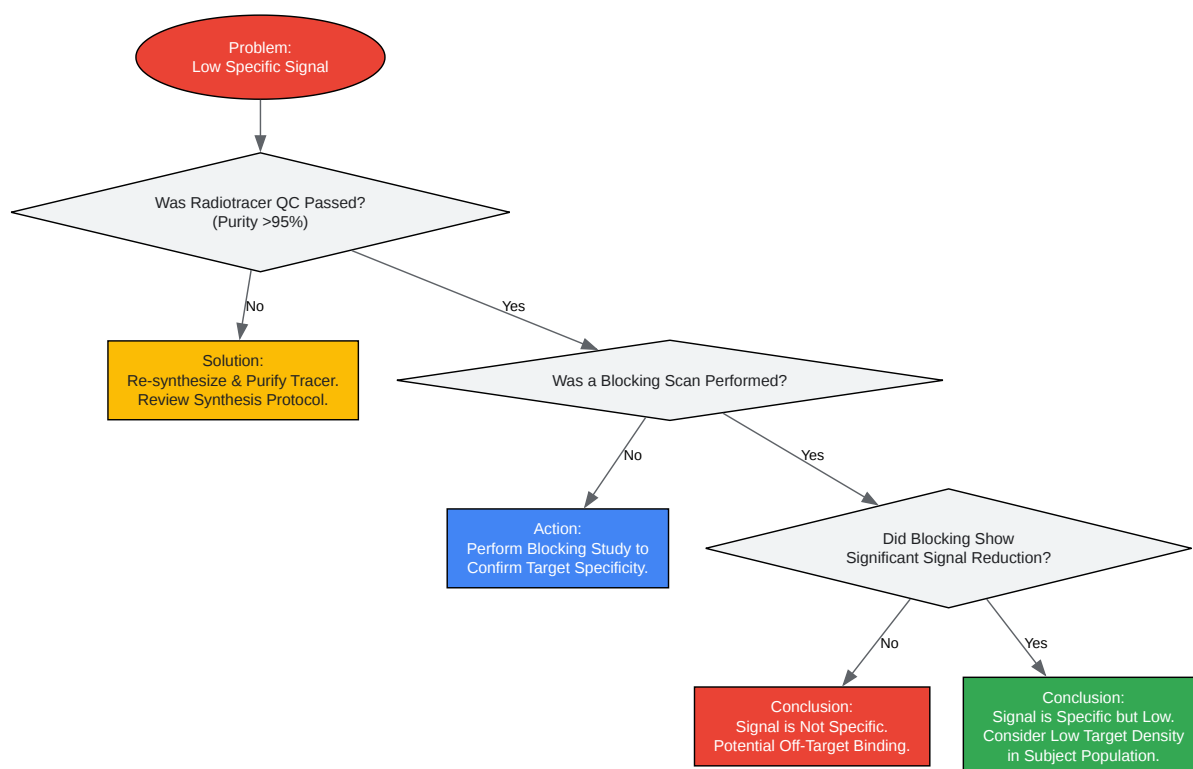 Problem:
Low Specific Signal
Was Radiotracer QC Passed?
(Purity >95%)
No
Yes
Solution:
Re-synthesize & Purify Tracer.
Review Synthesis Protocol.
Was a Blocking Scan Performed?
No
Yes
Action:
Perform Blocking Study to
Confirm Target Specificity.
Did Blocking Show
Significant Signal Reduction?
No
Yes
Conclusion:
Signal is Not Specific.
Potential Off-Target Binding.
Conclusion:
Signal is Specific but Low.
Consider Low Target Density
in Subject Population.